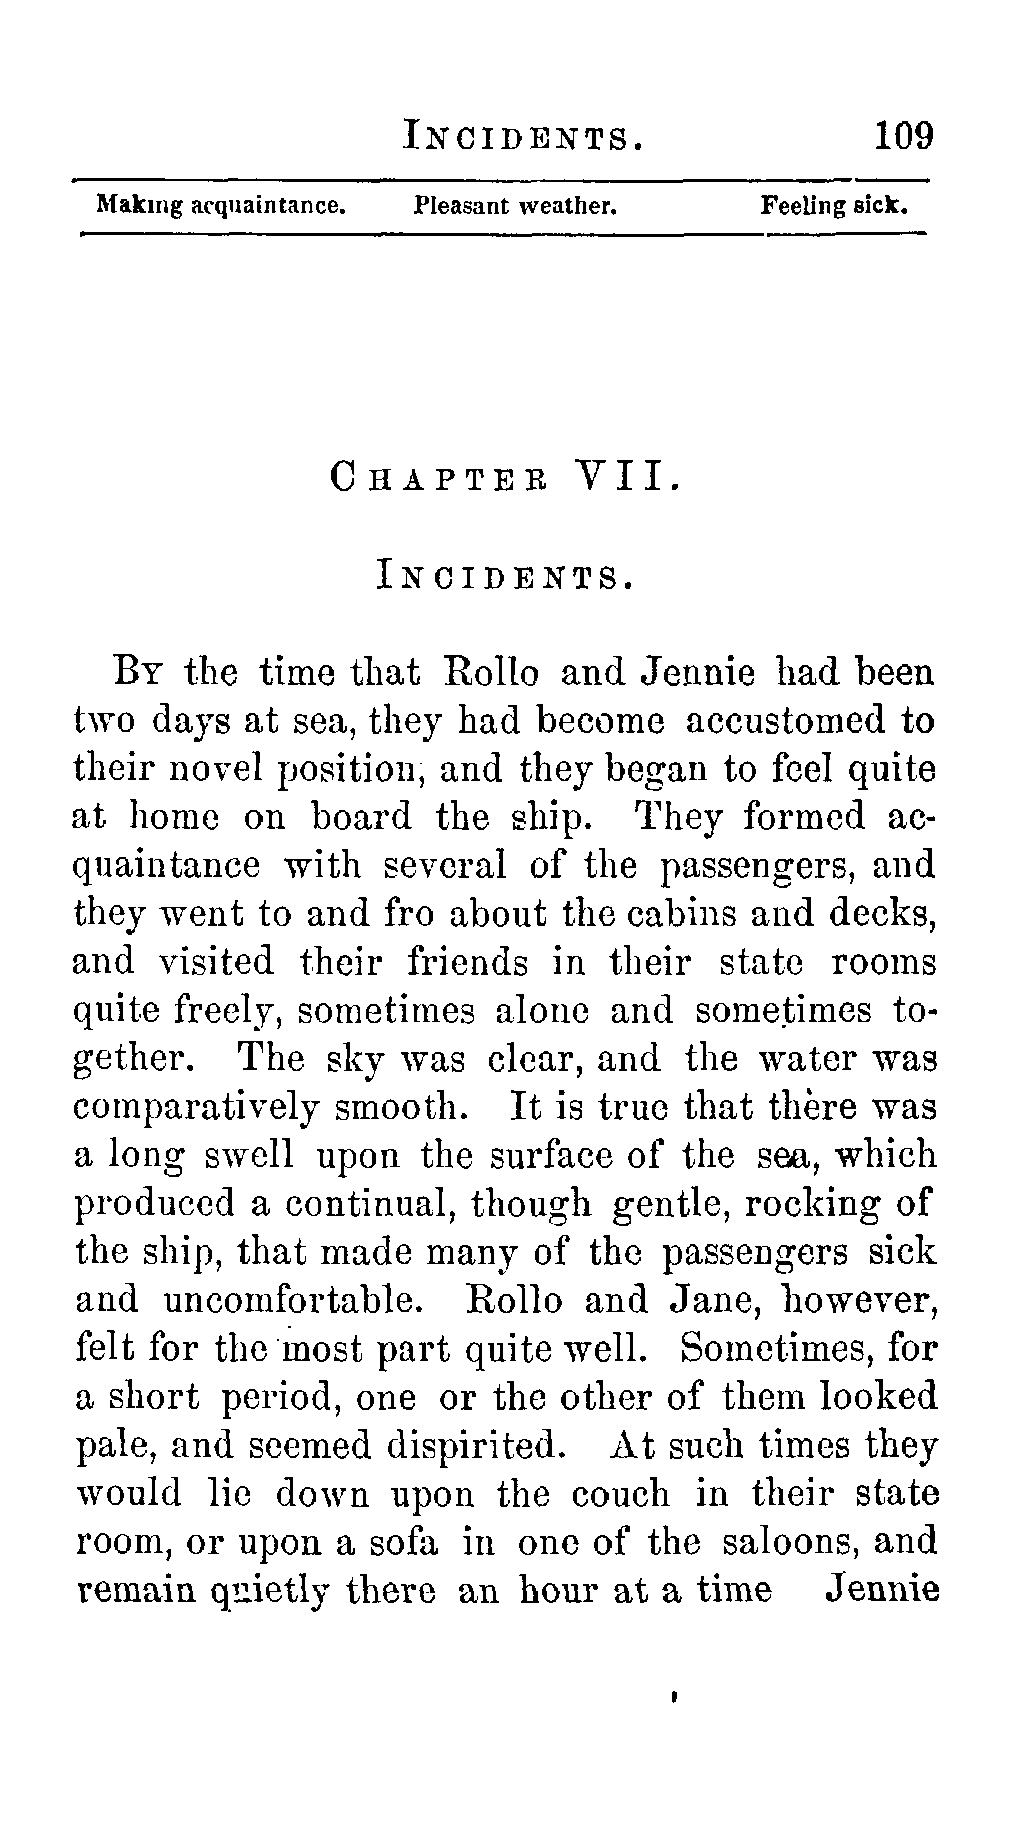 INCIDENTS. 109
Making acquaintance. Pleasant weather. Feeling sick.
CHAPTER VII.
INCIDENTS.
BY the time that Rollo and Jennie had been
two days at sea, they had become accustomed to
their novel position, and they began to feel quite
at home on board the ship. They formed ac-
quaintance with several of the passengers, and
they went to and fro about the cabins and decks,
and visited their friends in their state rooms
quite freely, sometimes alone and sometimes to-
gether. The sky was clear, and the water was
comparatively smooth. It is true that there was
a long swell upon the surface of the sea, which
produced a continual, though gentle, rocking of
the ship, that made many of the passengers sick
and uncomfortable. Rollo and Jane, however,
felt for the most part quite well. Sometimes, for
a short period, one or the other of them looked
pale, and seemed dispirited. At such times they
would lie down upon the couch in their state
room, or upon a sofa in one of the saloons, and
remain quietly there an hour at a time Jennie